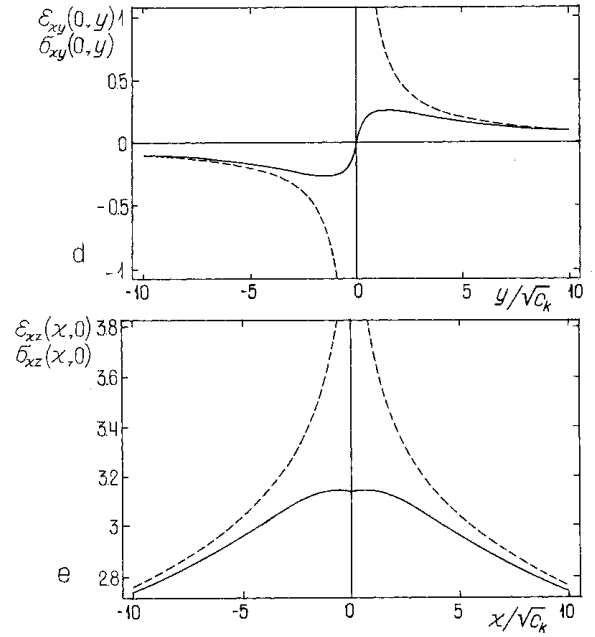 ε_xy(0,y)
σ_xy(0,y)
1
0.5
0
-0.5
-1
d
-10 -5 0 5 10
y/√c_k
ε_xz(x,0)
σ_xz(x,0)
3.8
3.6
3.4
3.2
3
2.8
e
-10 -5 0 5 10
x/√c_k